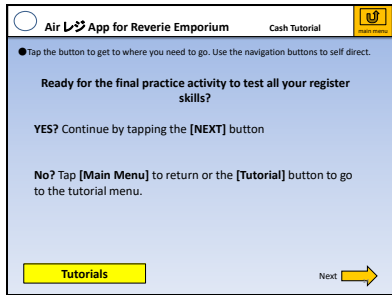 Air レジ App for Reverie Emporium
Cash Tutorial
main menu
●Tap the button to get to where you need to go. Use the navigation buttons to self direct.
Ready for the final practice activity to test all your register
skills?
YES? Continue by tapping the [NEXT] button
No? Tap [Main Menu] to return or the [Tutorial] button to go
to the tutorial menu.
Tutorials
Next